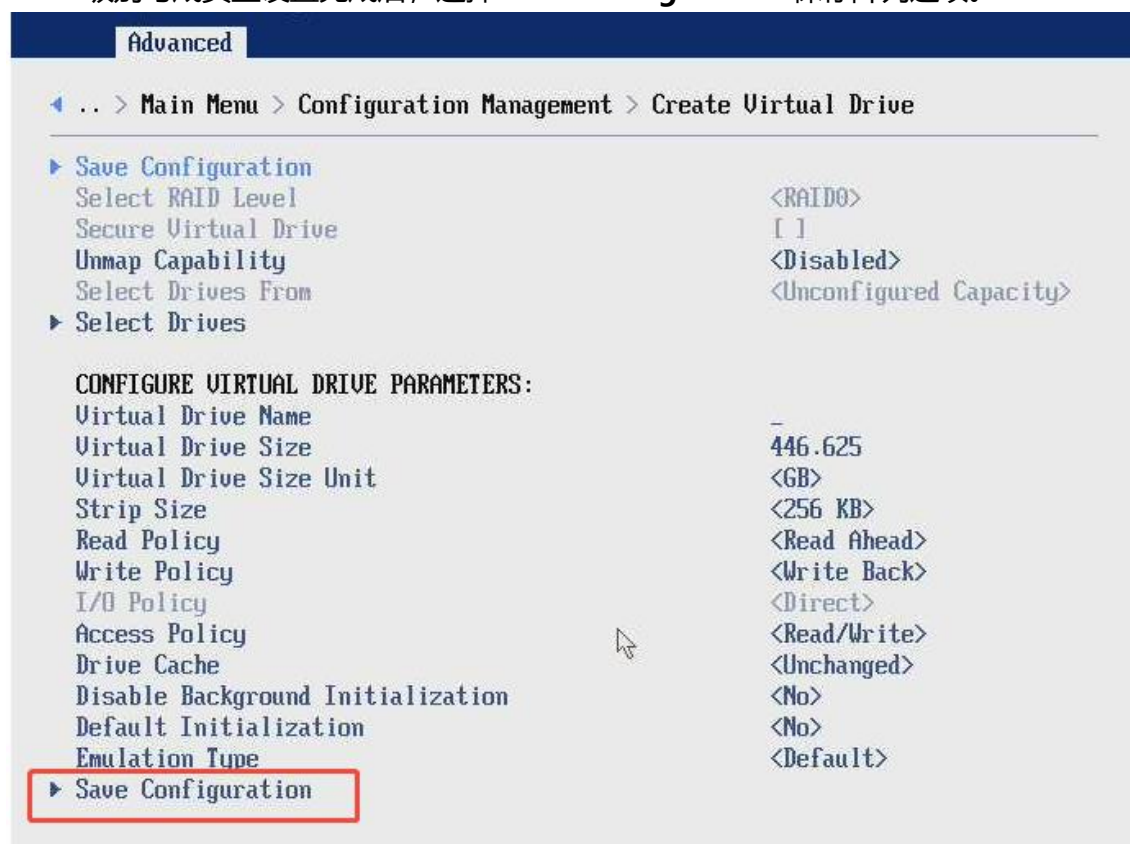 Advanced
.. > Main Menu > Configuration Management > Create Virtual Drive
Save Configuration
Select RAID Level <RAID0>
Secure Virtual Drive [ ]
Unmap Capability <Disabled>
Select Drives From <Unconfigured Capacity>
Select Drives
CONFIGURE VIRTUAL DRIVE PARAMETERS:
Virtual Drive Name _
Virtual Drive Size 446.625
Virtual Drive Size Unit <GB>
Strip Size <256 KB>
Read Policy <Read Ahead>
Write Policy <Write Back>
I/O Policy <Direct>
Access Policy <Read/Write>
Drive Cache <Unchanged>
Disable Background Initialization <No>
Default Initialization <No>
Emulation Type <Default>
Save Configuration